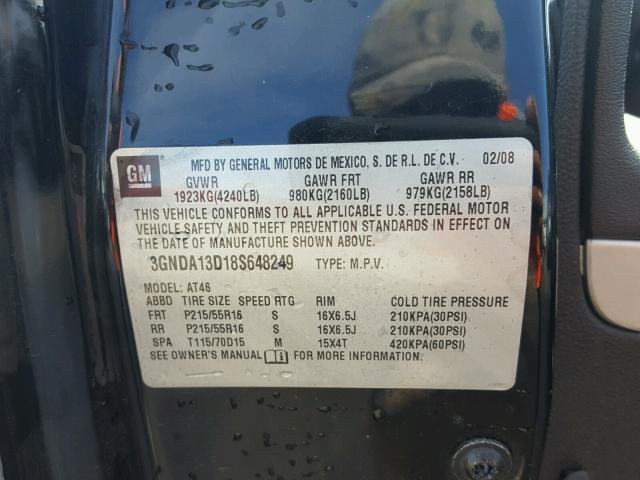 GM
MFD BY GENERAL MOTORS DE MEXICO, S. DE R.L. DE C.V. 02/08
GVWR GAWR FRT GAWR RR
1923KG(4240LB) 980KG(2160LB) 979KG(2158LB)
THIS VEHICLE CONFORMS TO ALL APPLICABLE U.S. FEDERAL MOTOR
VEHICLE SAFETY AND THEFT PREVENTION STANDARDS IN EFFECT ON
THE DATE OF MANUFACTURE SHOWN ABOVE.
3GNDA13D18S648249 TYPE: M.P.V.
MODEL: AT46
ABBD TIRE SIZE SPEED RTG RIM COLD TIRE PRESSURE
FRT P215/55R16 S 16X6.5J 210KPA(30PSI)
RR P215/55R16 S 16X6.5J 210KPA(30PSI)
SPA T115/70D15 M 15X4T 420KPA(60PSI)
SEE OWNER'S MANUAL FOR MORE INFORMATION.